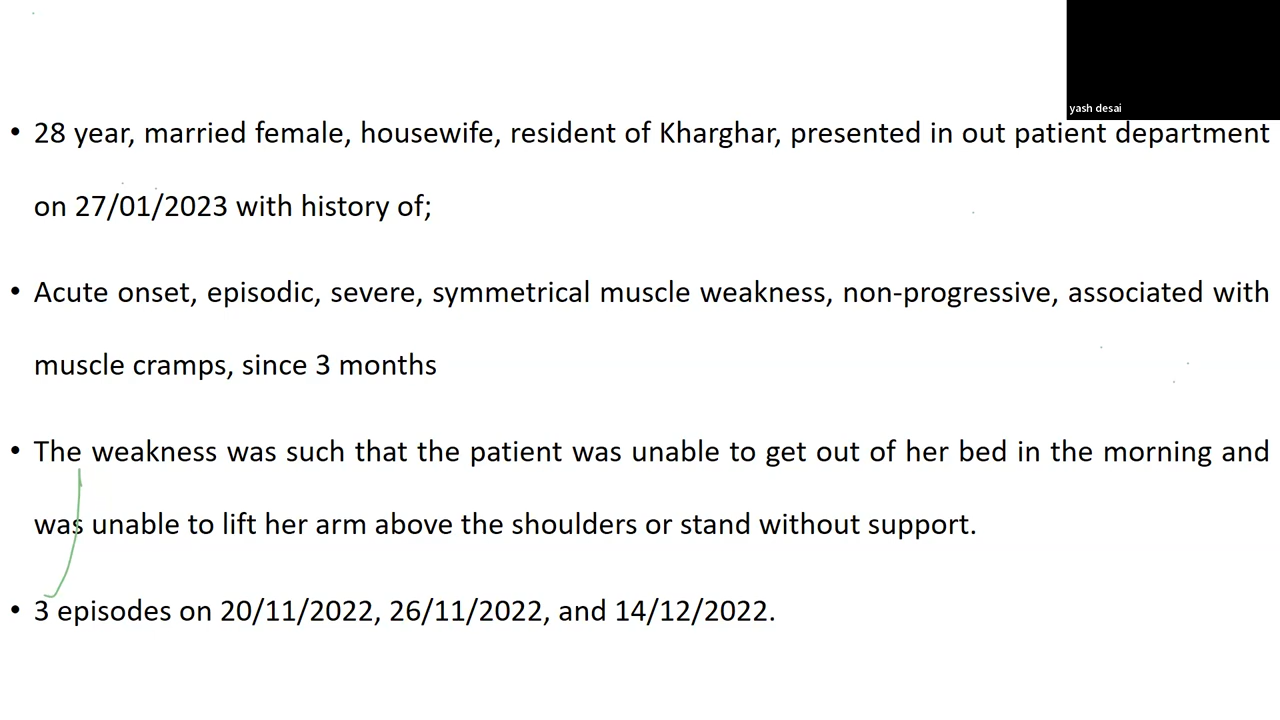 yash desai
• 28 year, married female, housewife, resident of Kharghar, presented in out patient department
on 27/01/2023 with history of;
• Acute onset, episodic, severe, symmetrical muscle weakness, non-progressive, associated with
muscle cramps, since 3 months
• The weakness was such that the patient was unable to get out of her bed in the morning and
was unable to lift her arm above the shoulders or stand without support.
• 3 episodes on 20/11/2022, 26/11/2022, and 14/12/2022.